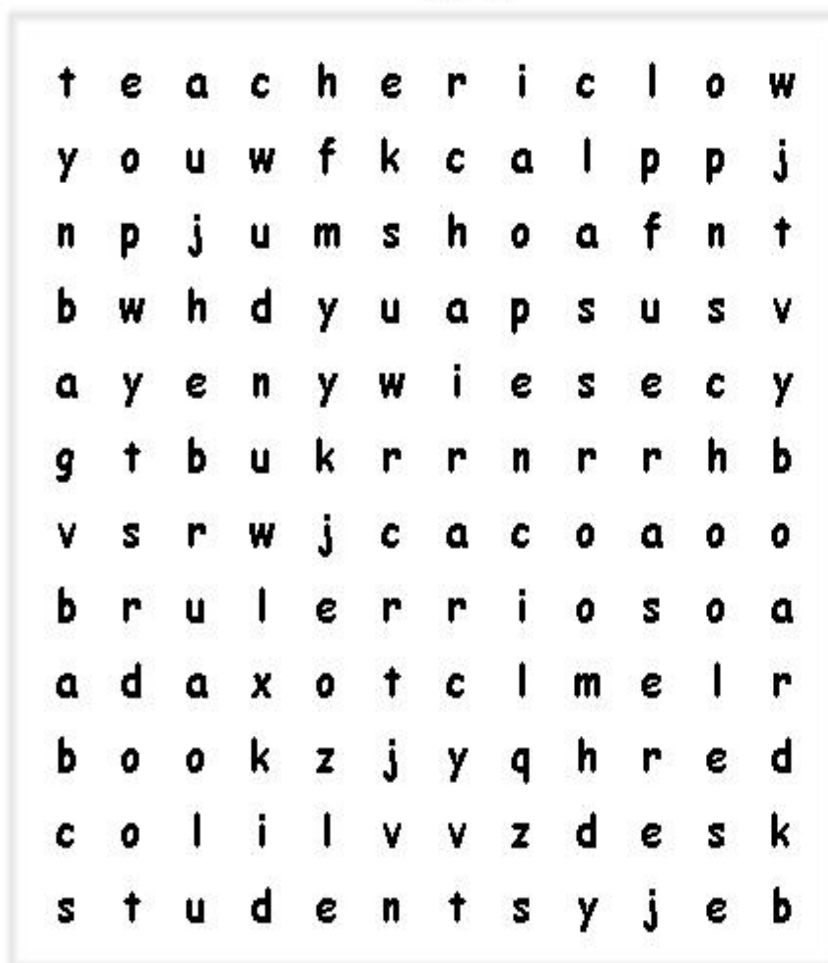 t e a c h e r i c l o w
y o u w f k c a l p p j
n p j u m s h o a f n t
b w h d y u a p s u s v
a y e n y w i e s e c y
g t b u k r r n r r h b
v s r w j c a c o a o o
b r u l e r r i o s o a
a d a x o t c l m e l r
b o o k z j y q h r e d
c o l i l v v z d e s k
s t u d e n t s y j e b